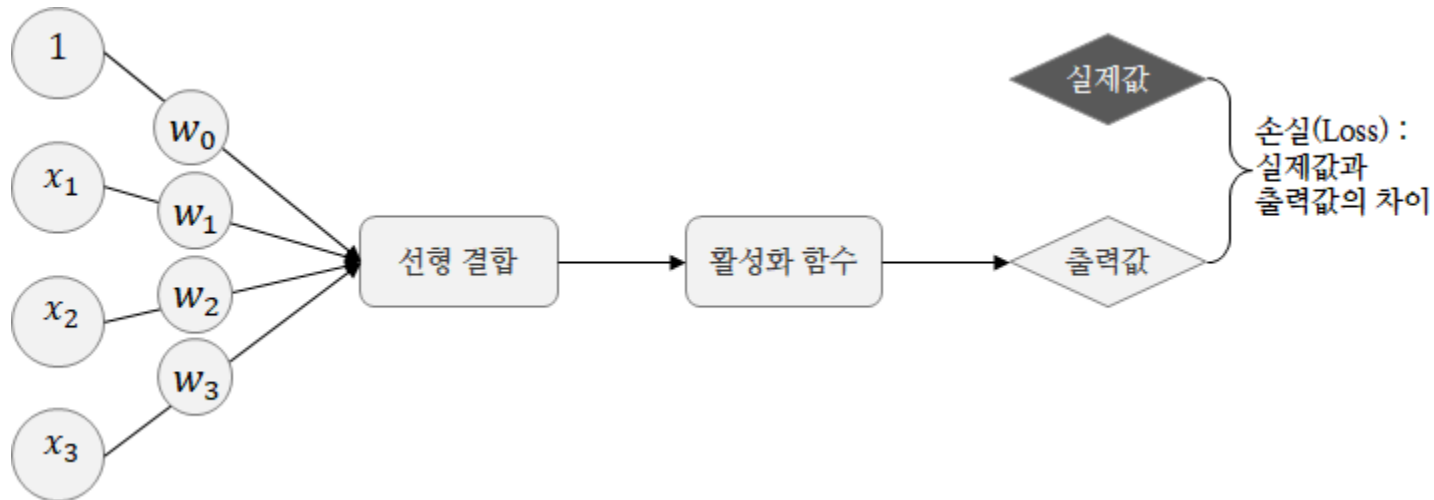 1
w₀
x₁
w₁
x₂
w₂
x₃
w₃
선형 결합
활성화 함수
실제값
출력값
손실(Loss) :
실제값과
출력값의 차이